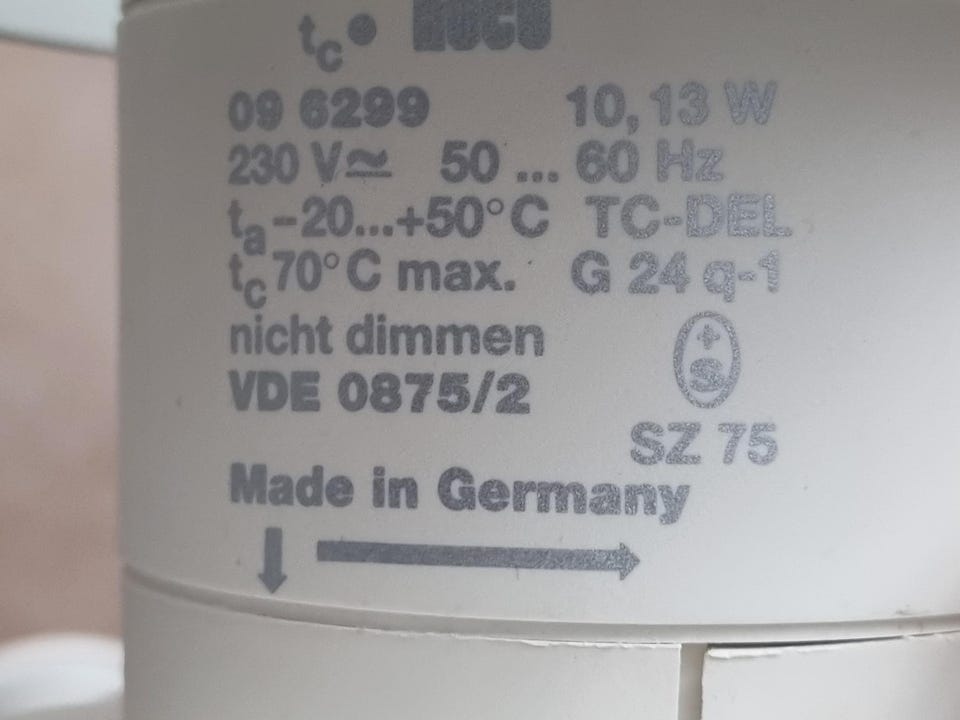 tc●
09 6299 10, 13 W
230 V≃ 50 ... 60 Hz
ta -20...+50°C TC-DEL
tc 70°C max. G 24 q-1
nicht dimmen
+
S
VDE 0875/2
SZ 75
Made in Germany